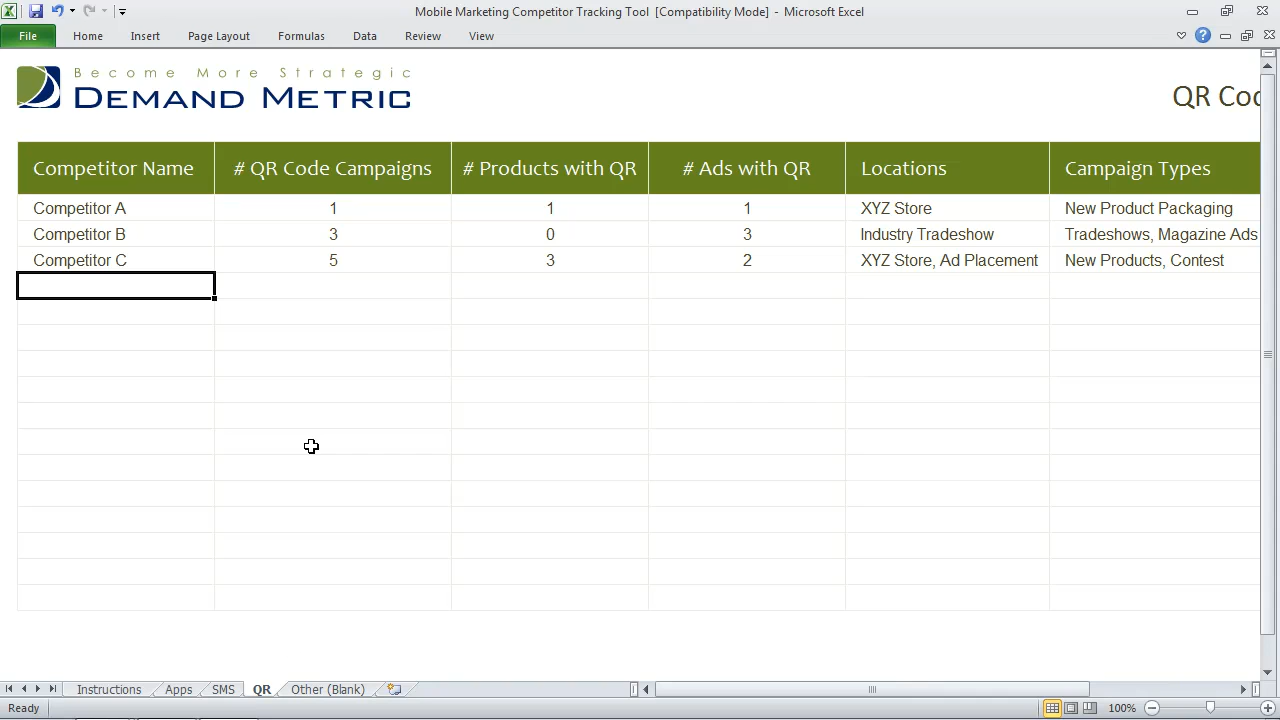 Mobile Marketing Competitor Tracking Tool [Compatibility Mode] - Microsoft Excel
File Home Insert Page Layout Formulas Data Review View
Become More Strategic
DEMAND METRIC
QR Cod
Competitor Name # QR Code Campaigns # Products with QR # Ads with QR Locations Campaign Types
Competitor A 1 1 1 XYZ Store New Product Packaging
Competitor B 3 0 3 Industry Tradeshow Tradeshows, Magazine Ads
Competitor C 5 3 2 XYZ Store, Ad Placement New Products, Contest
Instructions Apps SMS QR Other (Blank)
Ready 100%